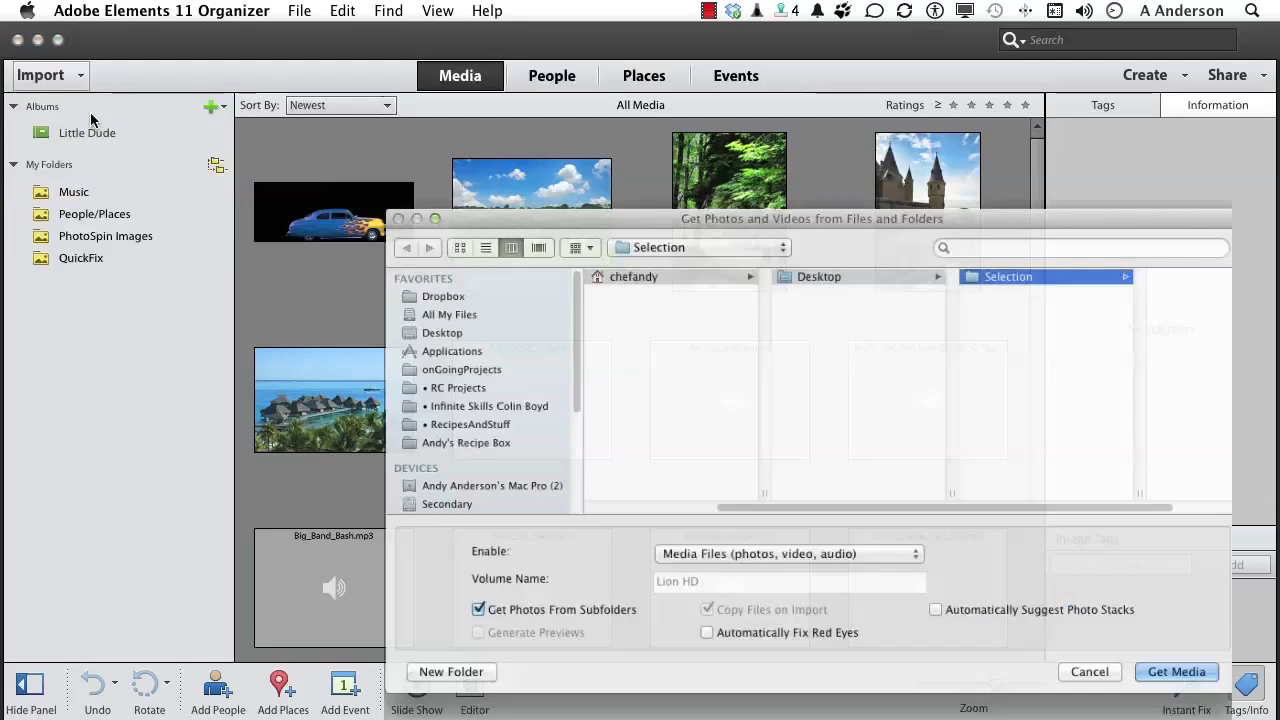 Adobe Elements 11 Organizer File Edit Find View Help 4 A Anderson
Search
Import Media People Places Events Create Share
Albums Sort By: Newest All Media Ratings ≥ Tags Information
Little Dude
My Folders
Music
People/Places
PhotoSpin Images
QuickFix
Get Photos and Videos from Files and Folders
Selection
FAVORITES chefandy Desktop Selection
Dropbox
All My Files
Desktop
Applications
onGoingProjects
• RC Projects
• Infinite Skills Colin Boyd
• RecipesAndStuff
Andy's Recipe Box
DEVICES
Andy Anderson's Mac Pro (2)
Secondary
Big_Band_Bash.mp3
Image Tags
Enable: Media Files (photos, video, audio)
Volume Name: Lion HD
Get Photos From Subfolders Copy Files on Import Automatically Suggest Photo Stacks
Generate Previews Automatically Fix Red Eyes
New Folder Cancel Get Media
Hide Panel Undo Rotate Add People Add Places Add Event Slide Show Editor Zoom Instant Fix Tags/Info